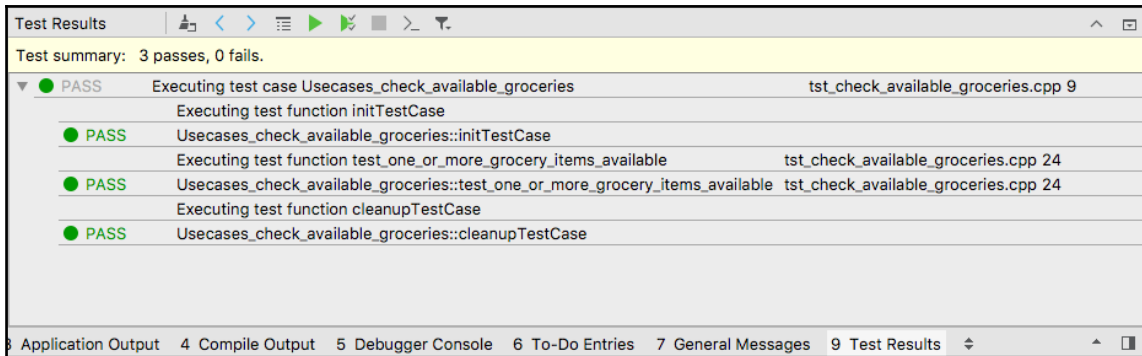 Test Results
Test summary: 3 passes, 0 fails.
PASS Executing test case Usecases_check_available_groceries tst_check_available_groceries.cpp 9
Executing test function initTestCase
PASS Usecases_check_available_groceries::initTestCase
Executing test function test_one_or_more_grocery_items_available tst_check_available_groceries.cpp 24
PASS Usecases_check_available_groceries::test_one_or_more_grocery_items_available tst_check_available_groceries.cpp 24
Executing test function cleanupTestCase
PASS Usecases_check_available_groceries::cleanupTestCase
3 Application Output 4 Compile Output 5 Debugger Console 6 To-Do Entries 7 General Messages 9 Test Results